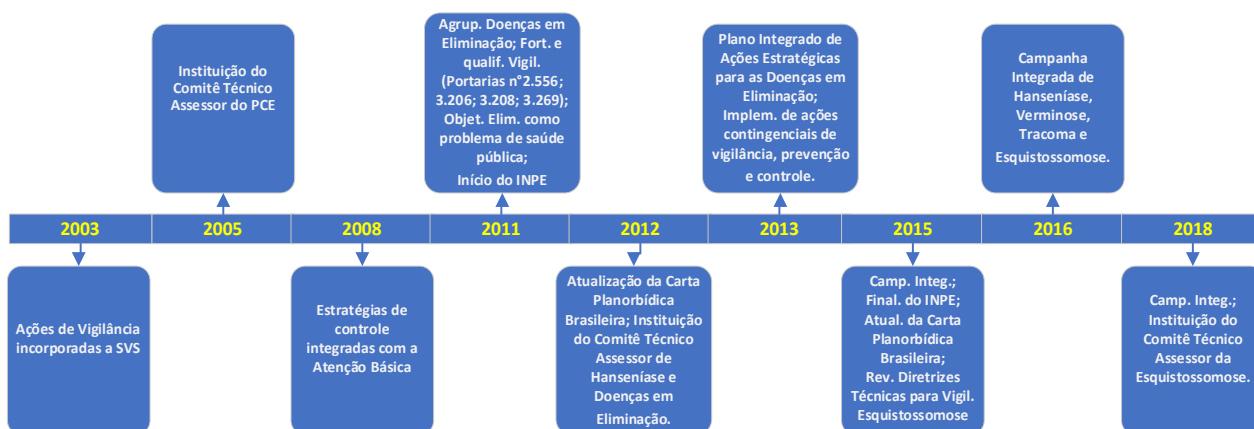 Instituição do
Comitê Técnico
Assessor do PCE
Agrup. Doenças em
Eliminação; Fort. e
qualif. Vigil.
(Portarias n°2.556;
3.206; 3.208; 3.269);
Objet. Elim. como
problema de saúde
pública;
Início do INPE
Plano Integrado de
Ações Estratégicas
para as Doenças em
Eliminação;
Implem. de ações
contingenciais de
vigilância, prevenção
e controle.
Campanha
Integrada de
Hanseníase,
Verminose,
Tracoma e
Esquistossomose.
2003 2005 2008 2011 2012 2013 2015 2016 2018
Ações de Vigilância
incorporadas a SVS
Estratégias de
controle
integradas com a
Atenção Básica
Atualização da Carta
Planorbídica
Brasileira; Instituição
do Comitê Técnico
Assessor de
Hanseníase e
Doenças em
Eliminação.
Camp. Integ.;
Final. do INPE;
Atual. da Carta
Planorbídica
Brasileira;
Rev. Diretrizes
Técnicas para Vigil.
Esquistossomose
Camp. Integ.;
Instituição do
Comitê Técnico
Assessor da
Esquistossomose.